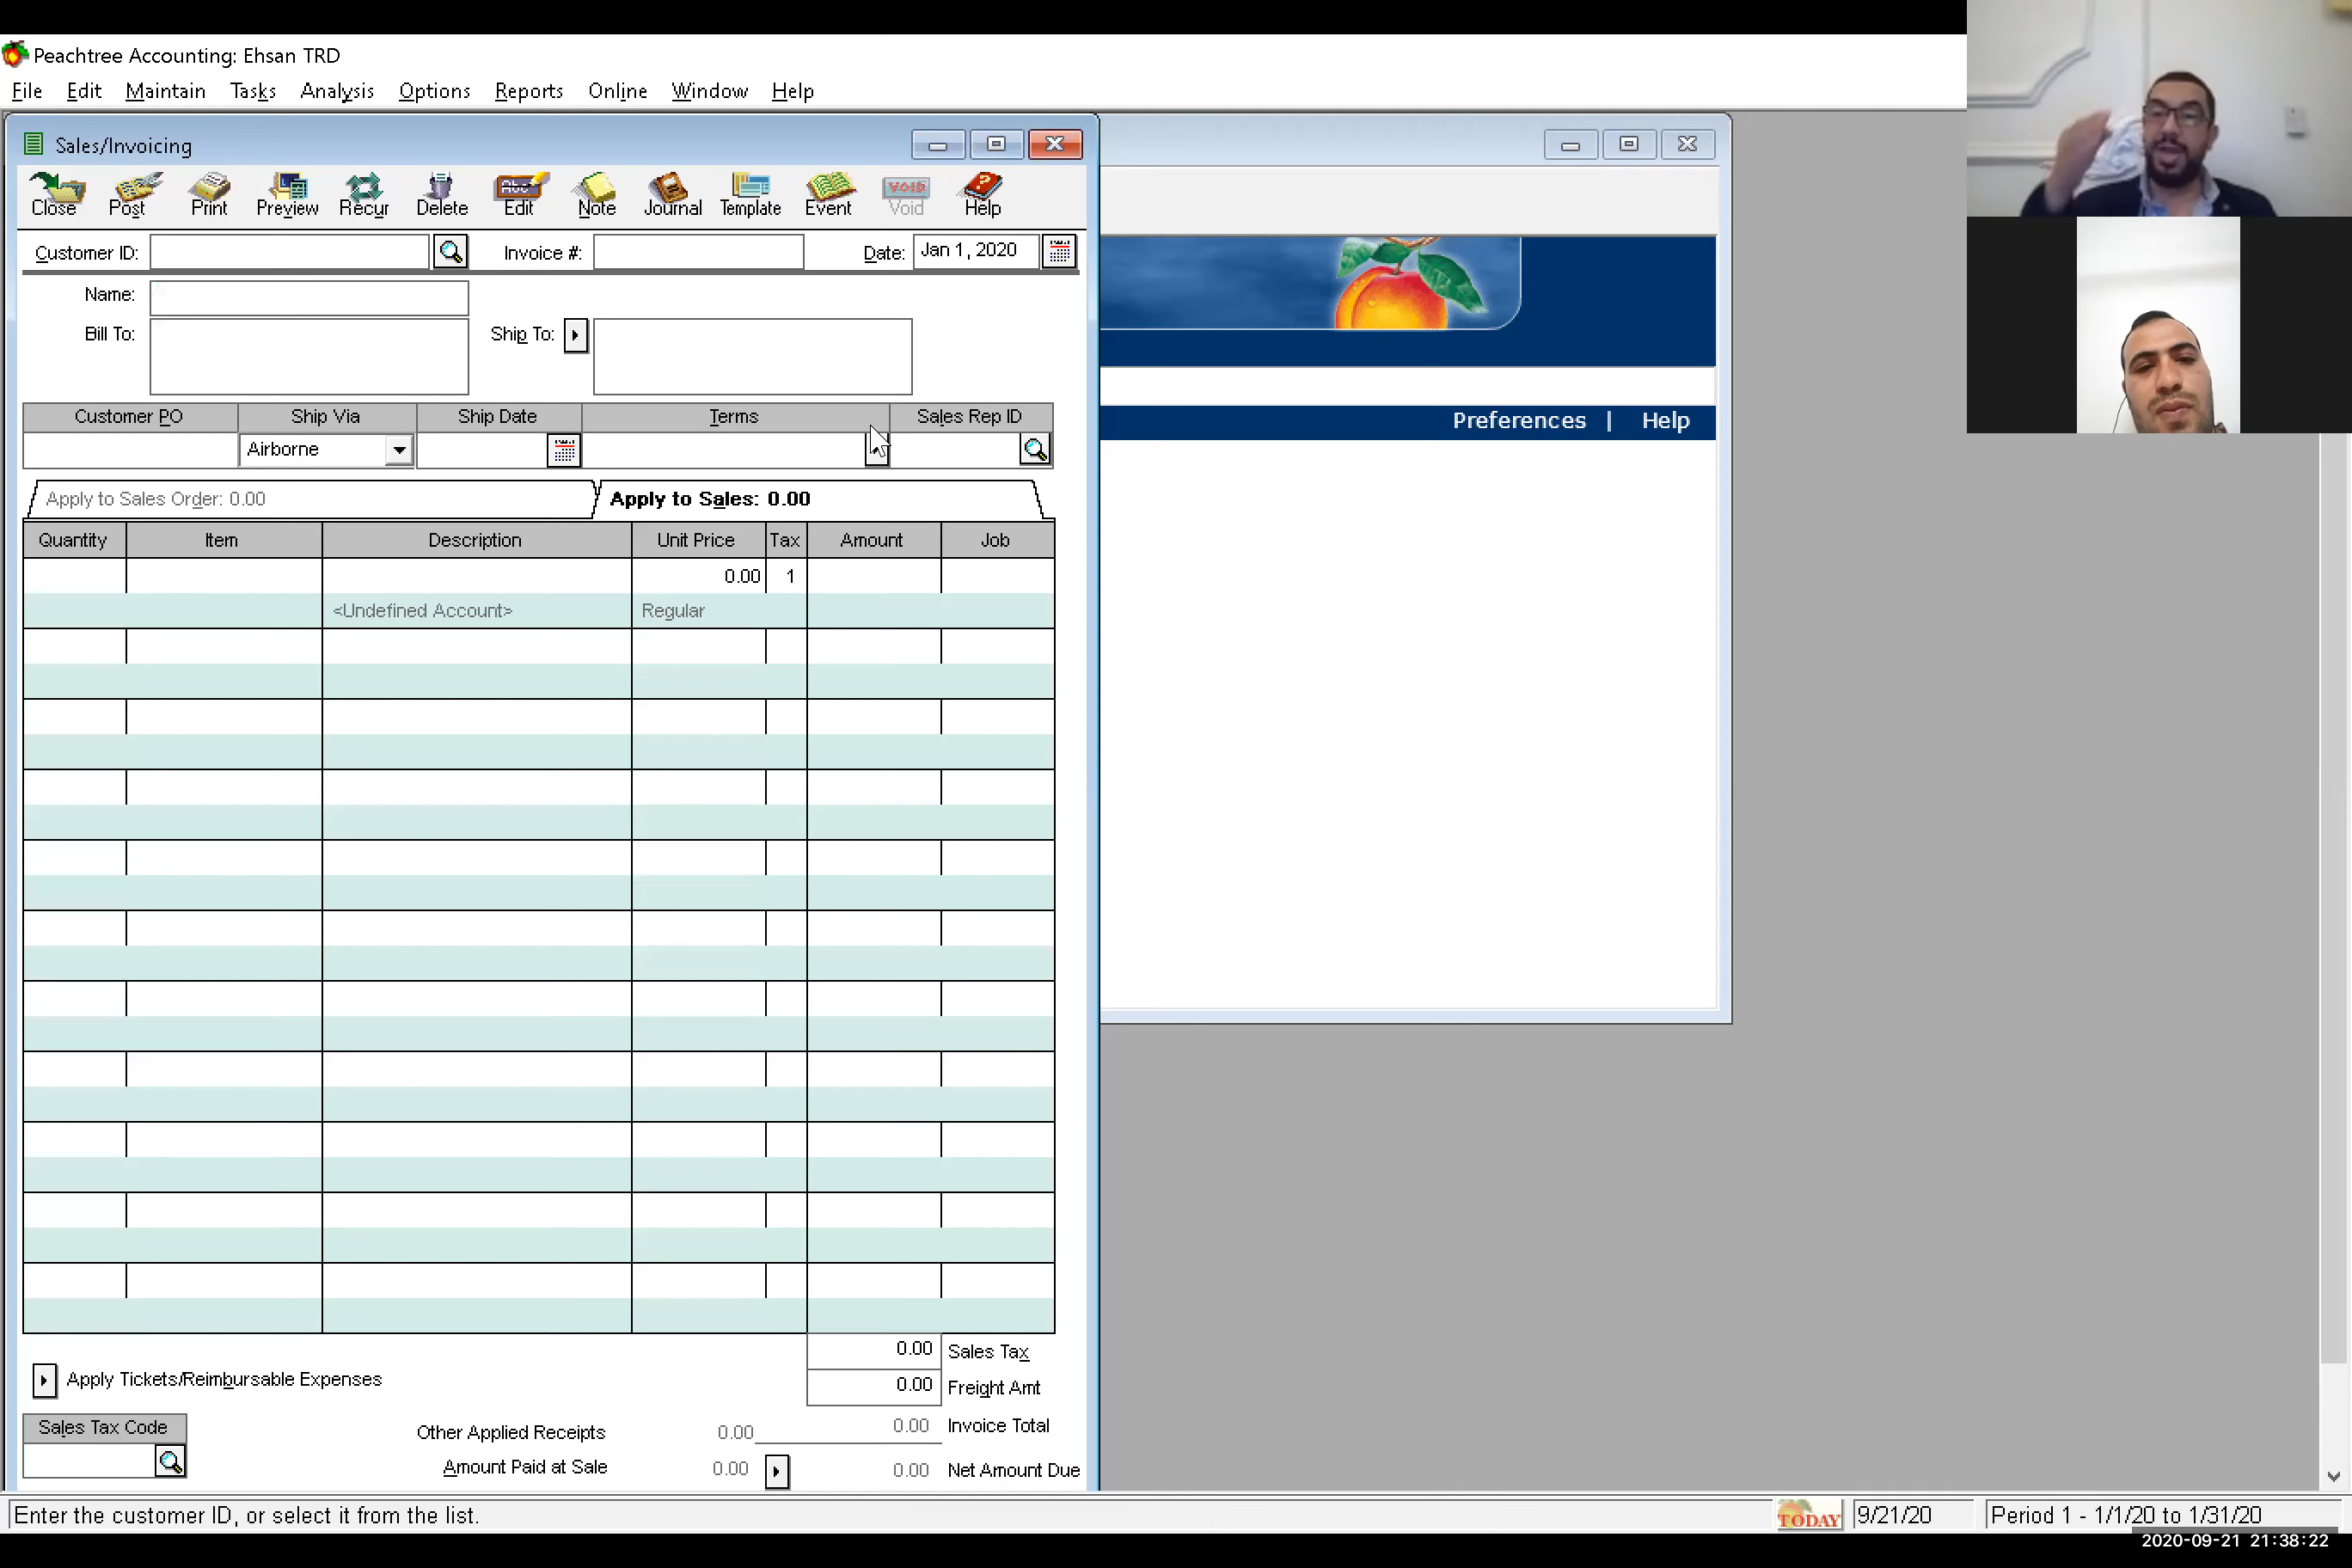 Peachtree Accounting: Ehsan TRD
File Edit Maintain Tasks Analysis Options Reports Online Window Help
Sales/Invoicing
Close Post Print Preview Recur Delete Edit Note Journal Template Event Void Help
Customer ID: Invoice #: Date: Jan 1, 2020
Name:
Bill To: Ship To:
Customer PO Ship Via Ship Date Terms Sales Rep ID
Airborne
Preferences | Help
Apply to Sales Order: 0.00 Apply to Sales: 0.00
Quantity Item Description Unit Price Tax Amount Job
0.00 1
<Undefined Account> Regular
0.00 Sales Tax
Apply Tickets/Reimbursable Expenses
0.00 Freight Amt
Sales Tax Code
Other Applied Receipts 0.00 0.00 Invoice Total
Amount Paid at Sale 0.00 0.00 Net Amount Due
Enter the customer ID, or select it from the list. TODAY 9/21/20 Period 1 - 1/1/20 to 1/31/20
2020-09-21 21:38:22